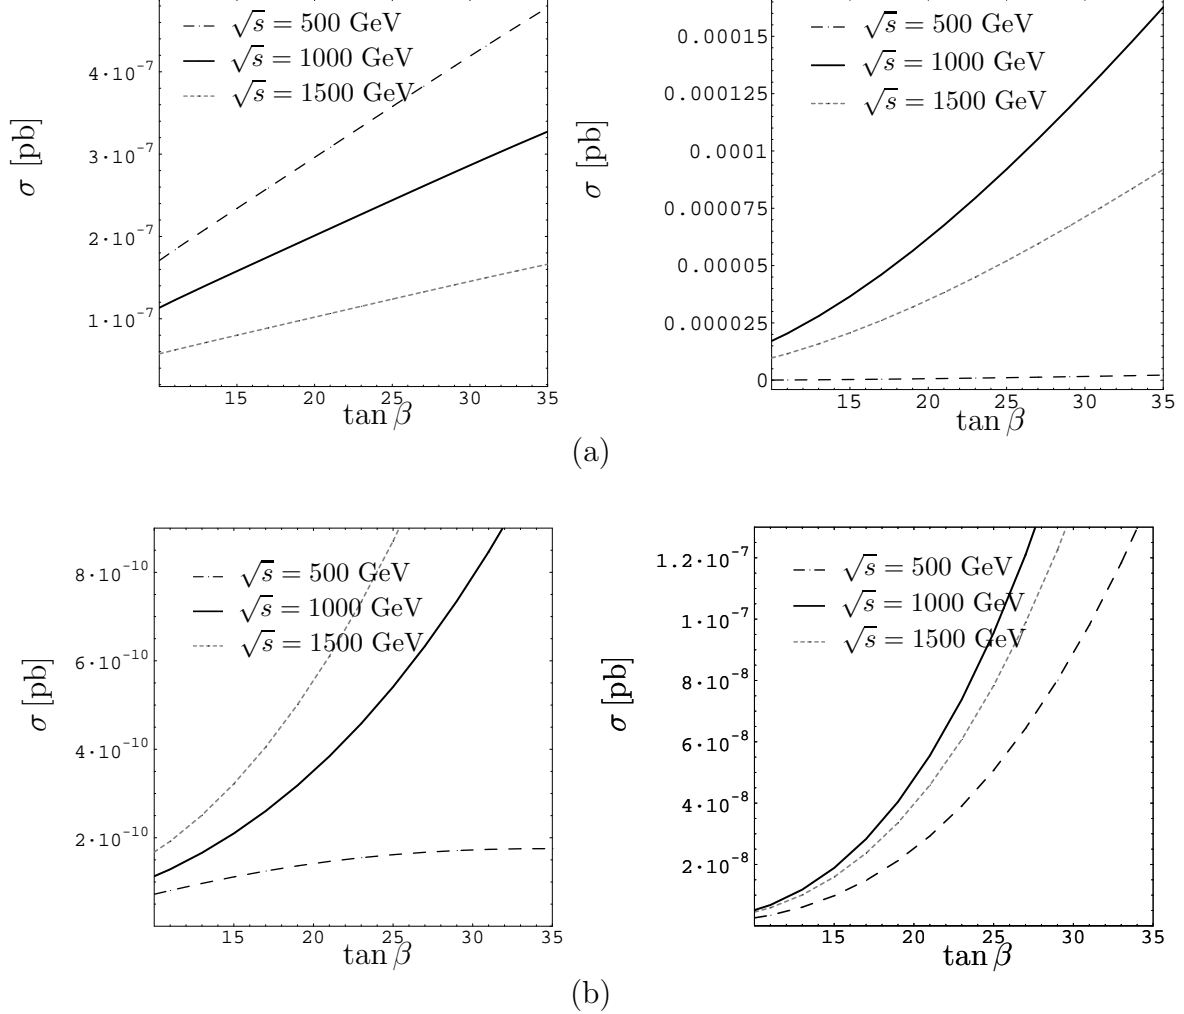 √s = 500 GeV
√s = 1000 GeV
√s = 1500 GeV
4·10⁻⁷
3·10⁻⁷
2·10⁻⁷
1·10⁻⁷
σ [pb]
15 20 25 30 35
tan β
√s = 500 GeV
√s = 1000 GeV
√s = 1500 GeV
0.00015
0.000125
0.0001
0.000075
0.00005
0.000025
0
σ [pb]
15 20 25 30 35
tan β
(a)
√s = 500 GeV
√s = 1000 GeV
√s = 1500 GeV
8·10⁻¹⁰
6·10⁻¹⁰
4·10⁻¹⁰
2·10⁻¹⁰
σ [pb]
15 20 25 30 35
tan β
√s = 500 GeV
√s = 1000 GeV
√s = 1500 GeV
1.2·10⁻⁷
1·10⁻⁷
8·10⁻⁸
6·10⁻⁸
4·10⁻⁸
2·10⁻⁸
σ [pb]
15 20 25 30 35
tan β
(b)